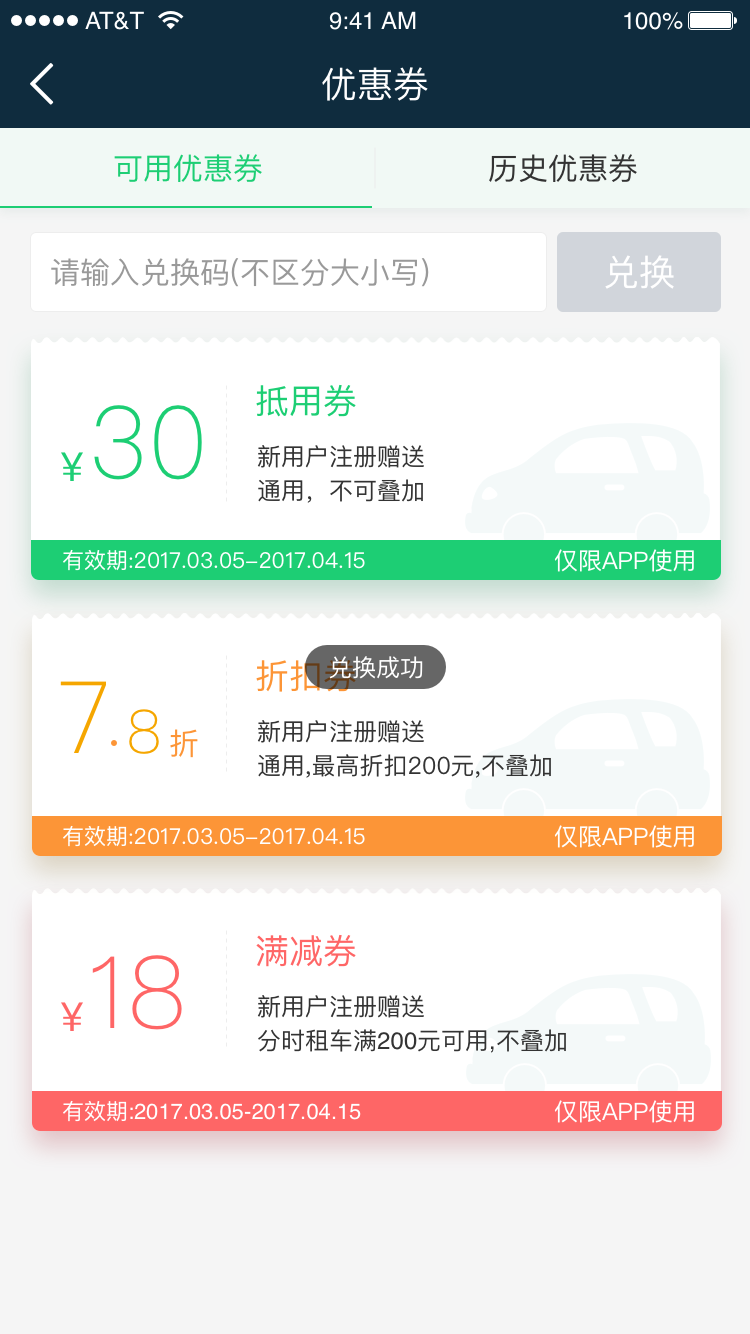 AT&T 9:41 AM 100%
优惠券
可用优惠券 历史优惠券
请输入兑换码(不区分大小写) 兑换
抵用券
¥30
新用户注册赠送
通用，不可叠加
有效期:2017.03.05–2017.04.15 仅限APP使用
折扣券
兑换成功
7.8折
新用户注册赠送
通用,最高折扣200元,不叠加
有效期:2017.03.05–2017.04.15 仅限APP使用
满减券
¥18
新用户注册赠送
分时租车满200元可用,不叠加
有效期:2017.03.05-2017.04.15 仅限APP使用